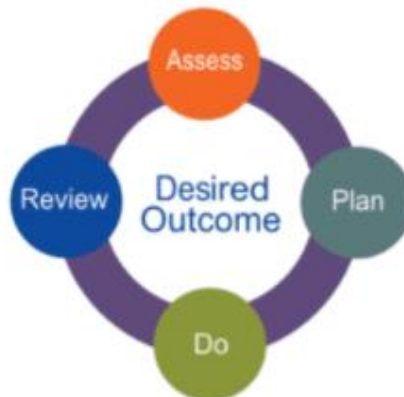 Assess
Review
Desired
Outcome
Plan
Do